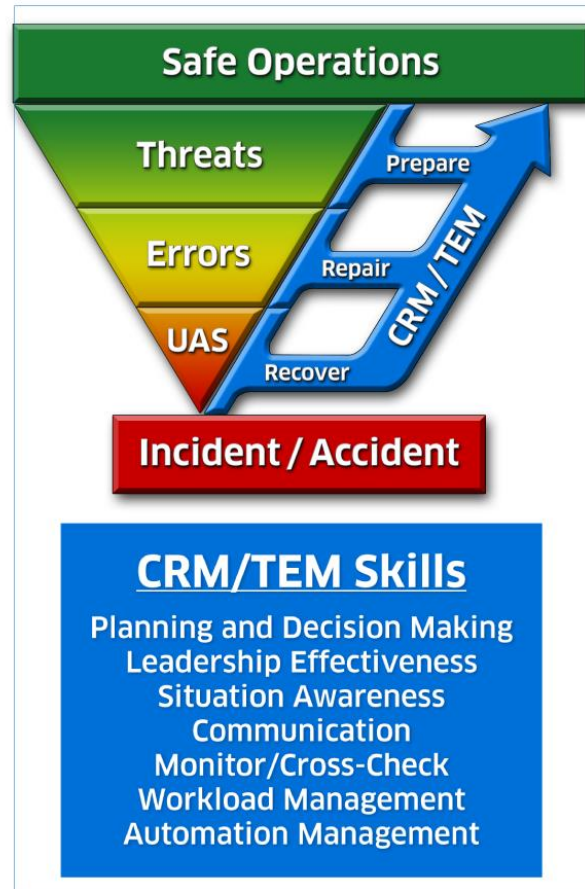 Safe Operations
Threats
Prepare
Errors
Repair
CRM / TEM
UAS
Recover
Incident / Accident
CRM/TEM Skills
Planning and Decision Making
Leadership Effectiveness
Situation Awareness
Communication
Monitor/Cross-Check
Workload Management
Automation Management